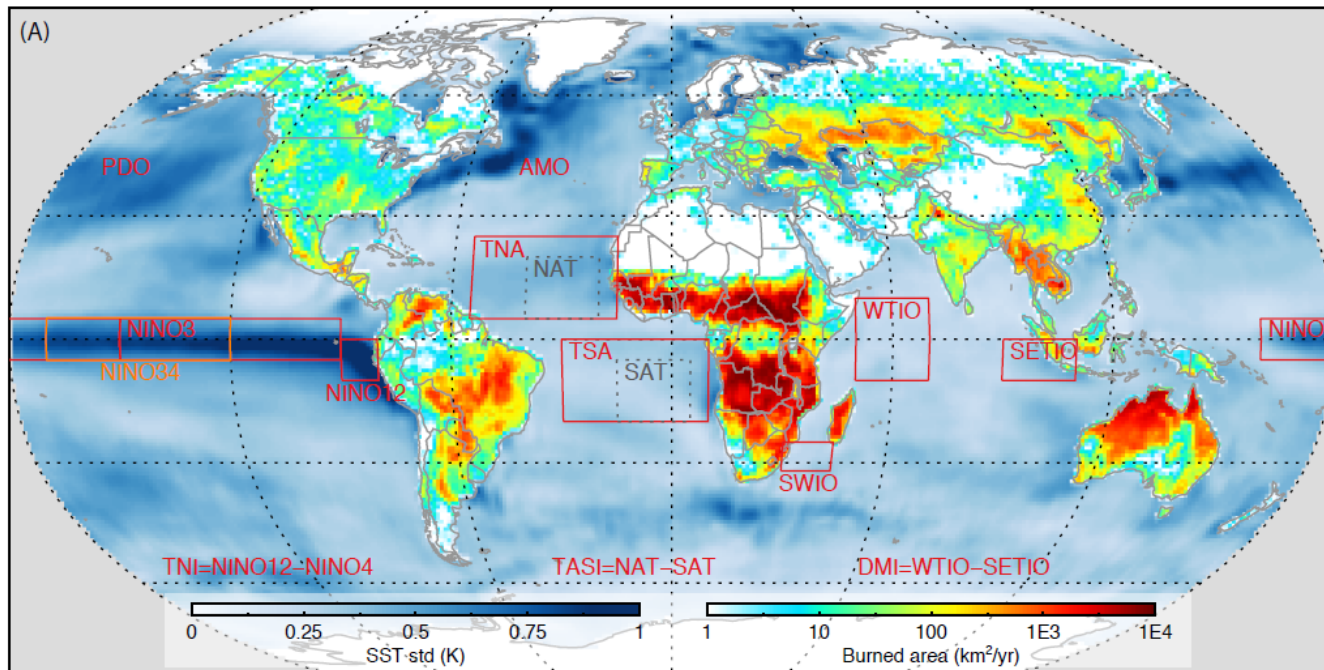 (A)
PDO
AMO
TNA
NAT
WTIO
NINO3
NINO
TSA
SETIO
NINO34
SAT
NINO12
SWIO
TNI=NINO12–NINO4
TASI=NAT–SAT
DMI=WTIO–SETIO
0 0.25 0.5 0.75 1
SST std (K)
1 10 100 1E3 1E4
Burned area (km²/yr)